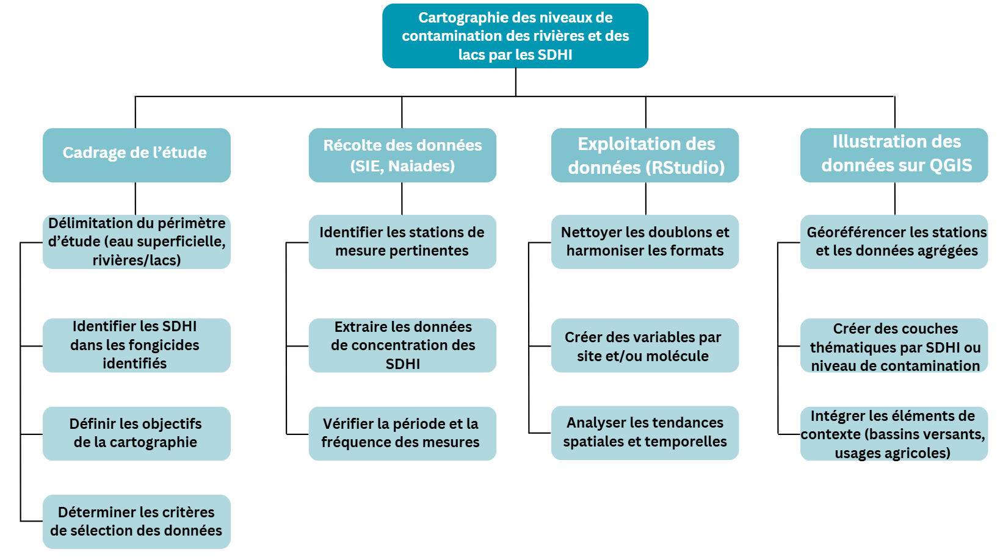 Cartographie des niveaux de
contamination des rivières et des
lacs par les SDHI
Cadrage de l’étude
Délimitation du périmètre
d’étude (eau superficielle,
rivières/lacs)
Identifier les SDHI
dans les fongicides
identifiés
Définir les objectifs
de la cartographie
Déterminer les critères
de sélection des données
Récolte des données
(SIE, Naiades)
Identifier les stations de
mesure pertinentes
Extraire les données
de concentration des
SDHI
Vérifier la période et la
fréquence des mesures
Exploitation des
données (RStudio)
Nettoyer les doublons et
harmoniser les formats
Créer des variables par
site et/ou molécule
Analyser les tendances
spatiales et temporelles
Illustration des
données sur QGIS
Géoréférencer les stations
et les données agrégées
Créer des couches
thématiques par SDHI ou
niveau de contamination
Intégrer les éléments de
contexte (bassins versants,
usages agricoles)